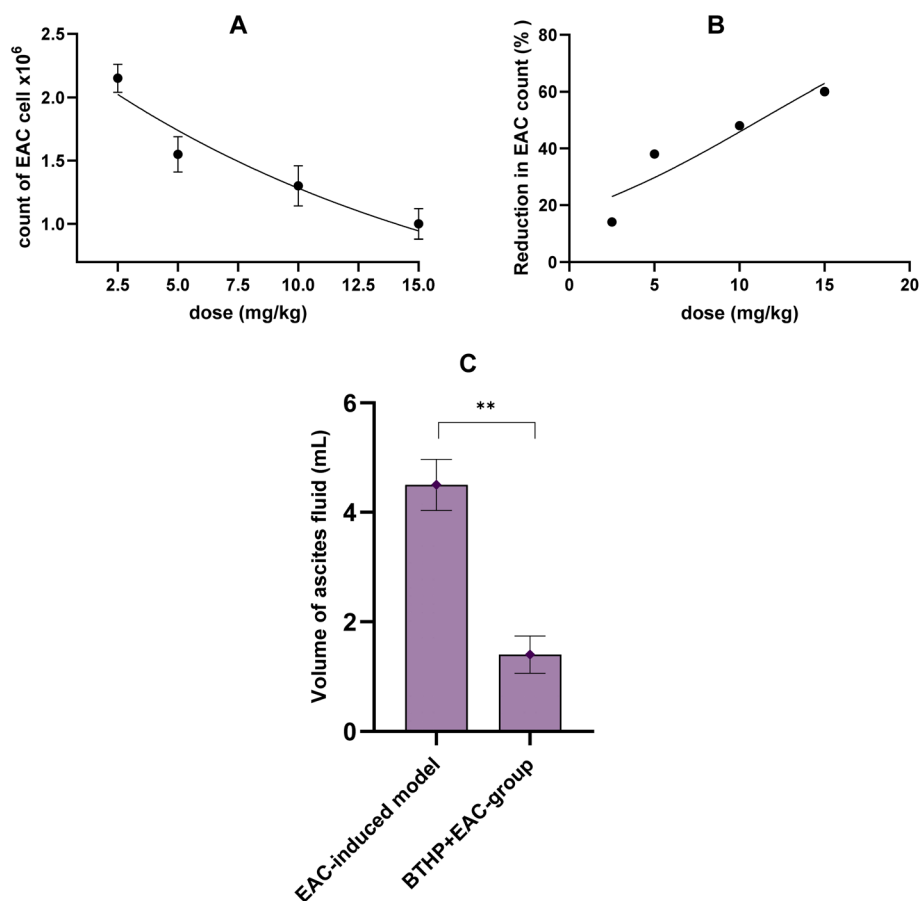 A
count of EAC cell x10⁶
2.5
2.0
1.5
1.0
2.5
5.0
7.5
10.0
12.5
15.0
dose (mg/kg)
B
Reduction in EAC count (% )
80
60
40
20
0
0
5
10
15
20
dose (mg/kg)
C
Volume of ascites fluid (mL)
6
4
2
0
**
EAC-induced model
BTHP+EAC-group